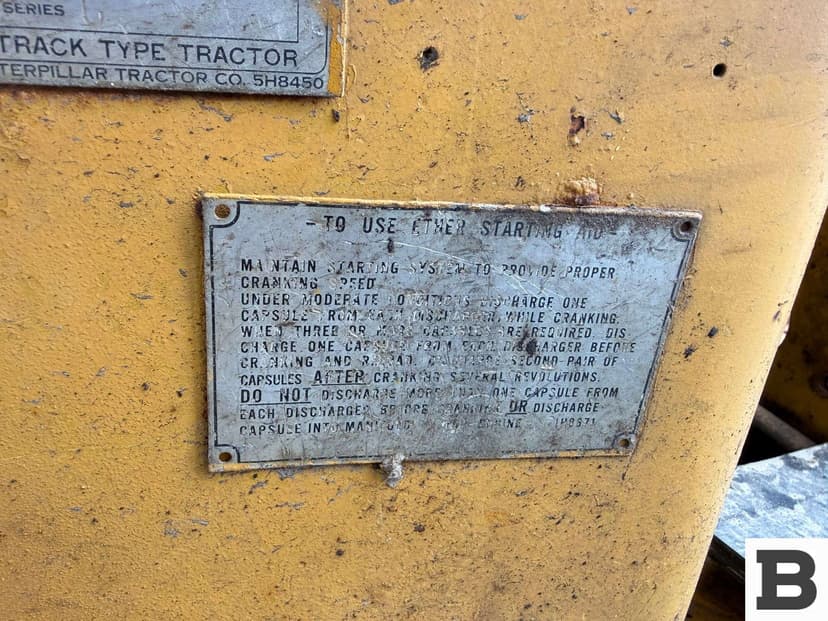 SERIES
TRACK TYPE TRACTOR
TERPILLAR TRACTOR CO. 5H8450
- TO USE ETHER STARTING AID -
MAINTAIN STARTING SYSTEM TO PROVIDE PROPER
CRANKING SPEED
UNDER MODERATE CONDITIONS DISCHARGE ONE
CAPSULE FROM EACH DISCHARGER WHILE CRANKING.
WHEN THREE OR MORE CAPSULES ARE REQUIRED, DIS
CHARGE ONE CAPSULE FROM EACH DISCHARGER BEFORE
CRANKING AND RELOAD. DISCHARGE SECOND PAIR OF
CAPSULES AFTER CRANKING SEVERAL REVOLUTIONS.
DO NOT DISCHARGE MORE THAN ONE CAPSULE FROM
EACH DISCHARGER BEFORE CRANKING OR DISCHARGE
CAPSULE INTO MANIFOLD ENGINE
B